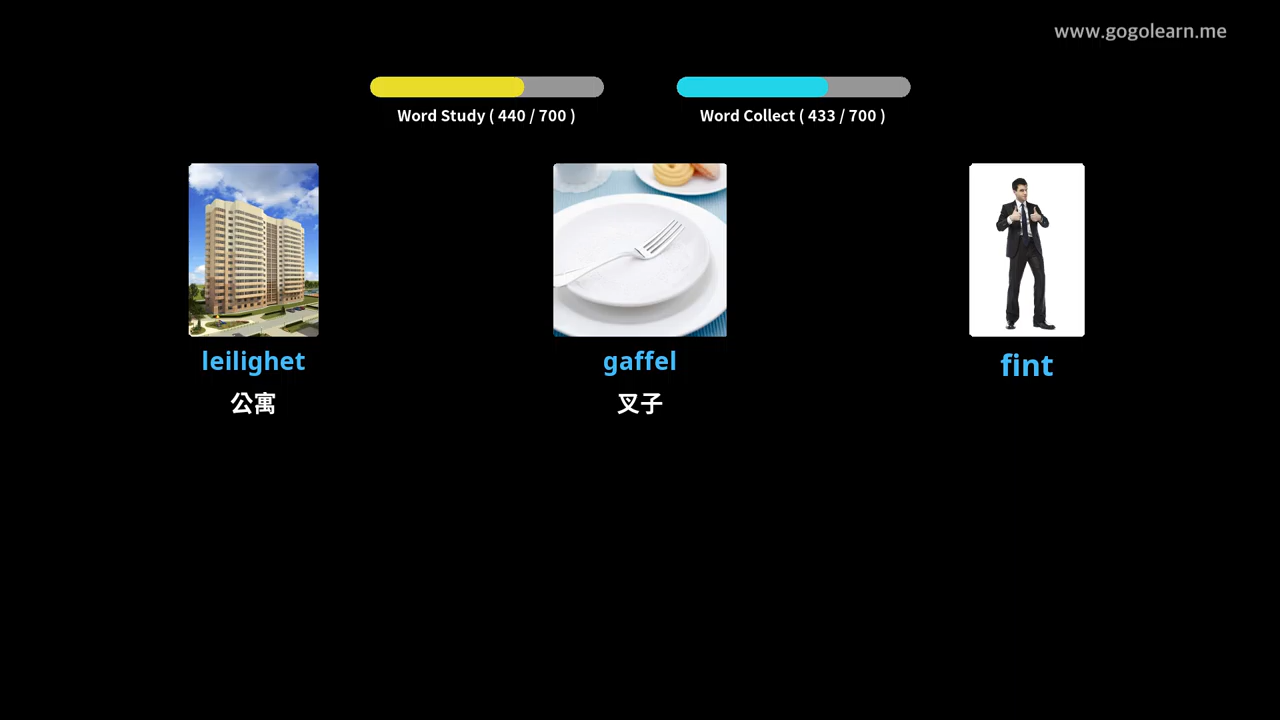 www.gogolearn.me
Word Study ( 440 / 700 )
Word Collect ( 433 / 700 )
leilighet
gaffel
fint
公寓
叉子